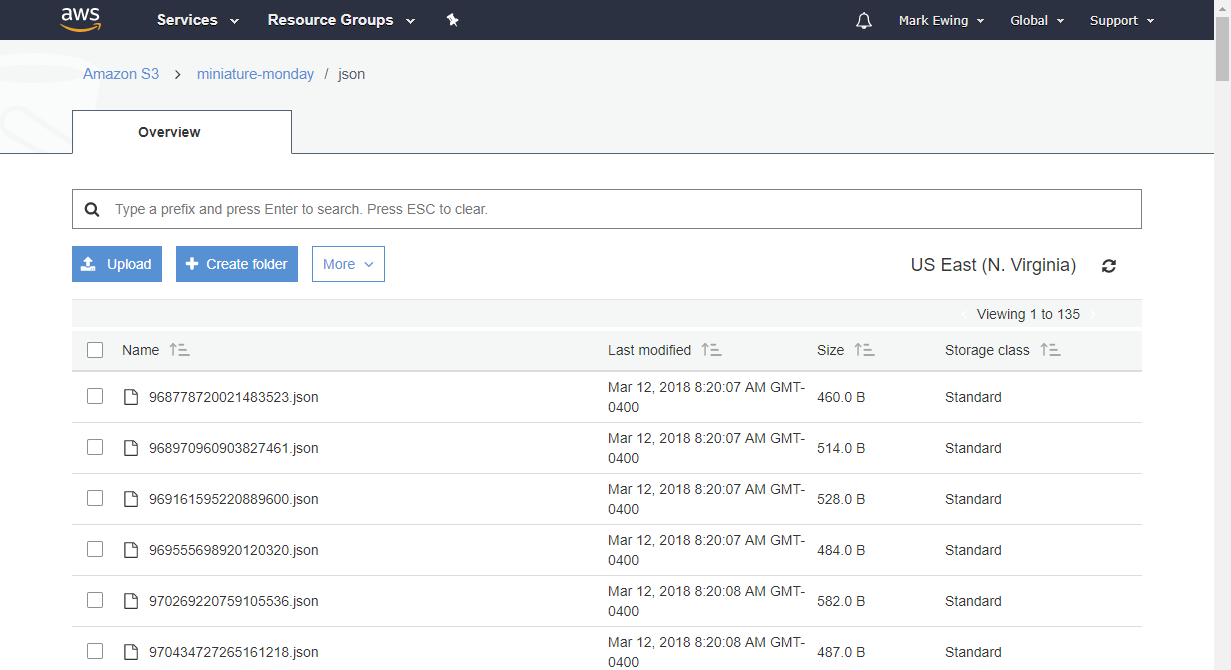 aws Services Resource Groups Mark Ewing Global Support
Amazon S3 > miniature-monday / json
Overview
Type a prefix and press Enter to search. Press ESC to clear.
Upload Create folder More US East (N. Virginia)
Viewing 1 to 135
Name Last modified Size Storage class
968778720021483523.json Mar 12, 2018 8:20:07 AM GMT-
0400 460.0 B Standard
968970960903827461.json Mar 12, 2018 8:20:07 AM GMT-
0400 514.0 B Standard
969161595220889600.json Mar 12, 2018 8:20:07 AM GMT-
0400 528.0 B Standard
969555698920120320.json Mar 12, 2018 8:20:07 AM GMT-
0400 484.0 B Standard
970269220759105536.json Mar 12, 2018 8:20:08 AM GMT-
0400 582.0 B Standard
970434727265161218.json Mar 12, 2018 8:20:08 AM GMT-
0400 487.0 B Standard